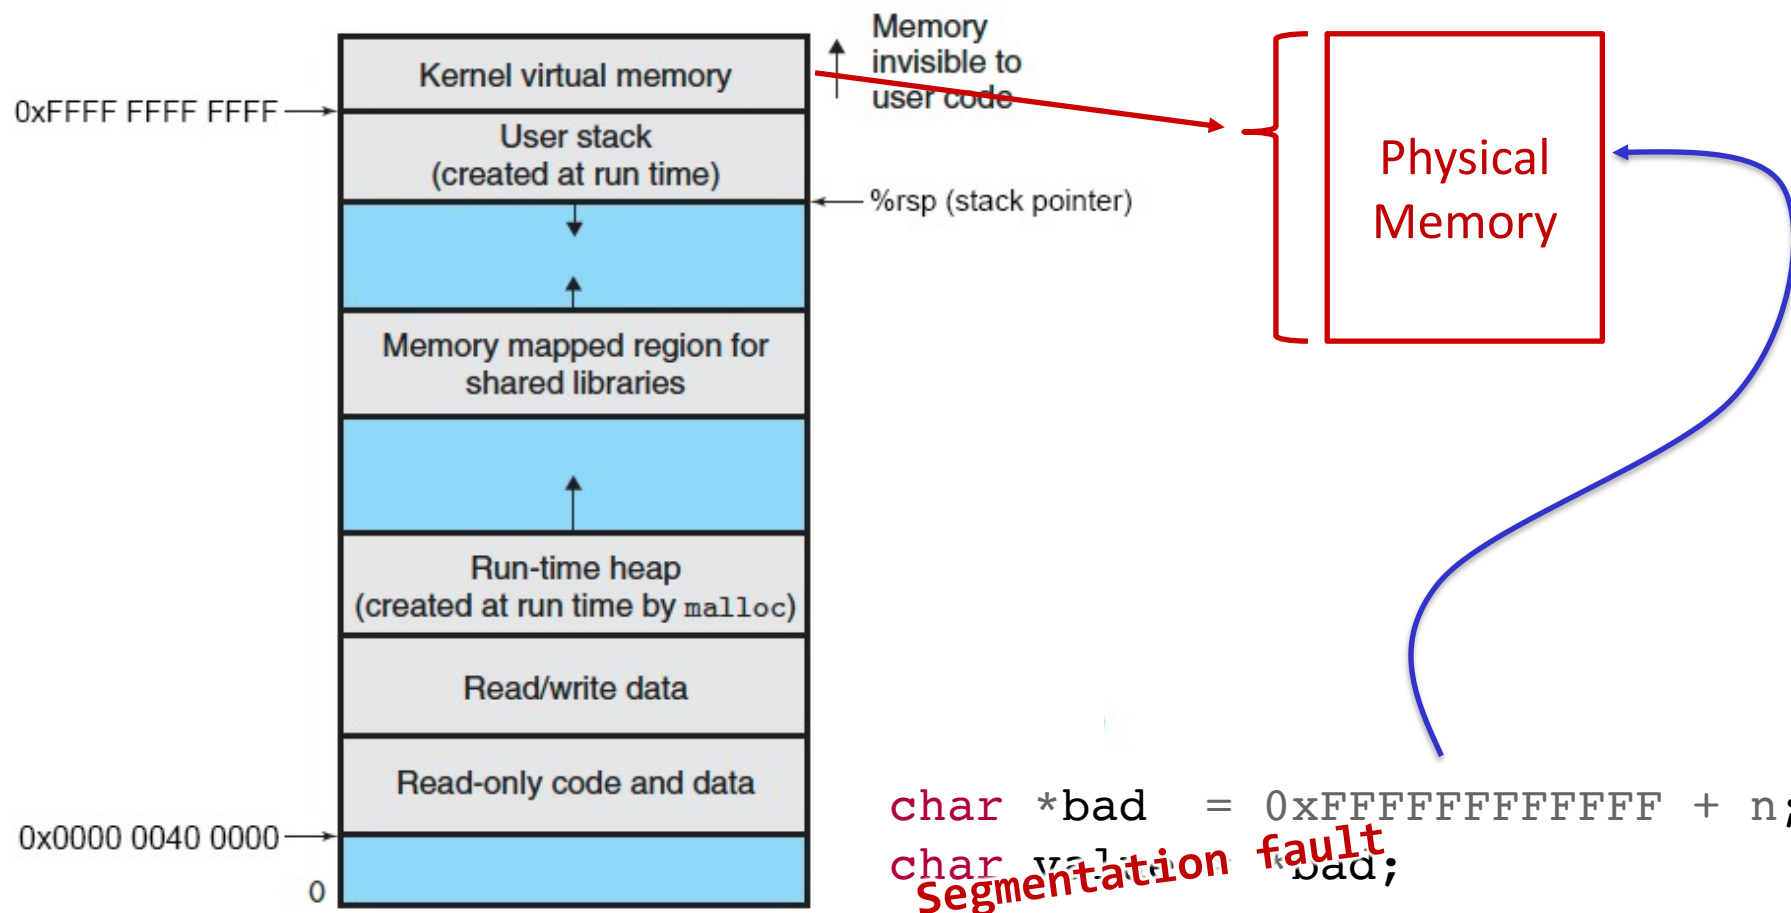 Memory
invisible to
user code
Kernel virtual memory
0xFFFF FFFF FFFF
User stack
(created at run time)
%rsp (stack pointer)
Physical
Memory
Memory mapped region for
shared libraries
Run-time heap
(created at run time by malloc)
Read/write data
Read-only code and data
0x0000 0040 0000
0
char *bad = 0xFFFFFFFFFFFF + n;
char value *bad;
Segmentation fault